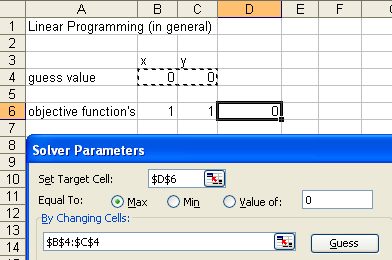 A B C D E F G
1 Linear Programming (in general)
2
3 x y
4 guess value 0 0
5
6 objective function's 1 1 0
7
8 Solver Parameters
9
10 Set Target Cell: $D$6
11 Equal To: Max Min Value of: 0
12 By Changing Cells:
13
14 $B$4:$C$4 Guess